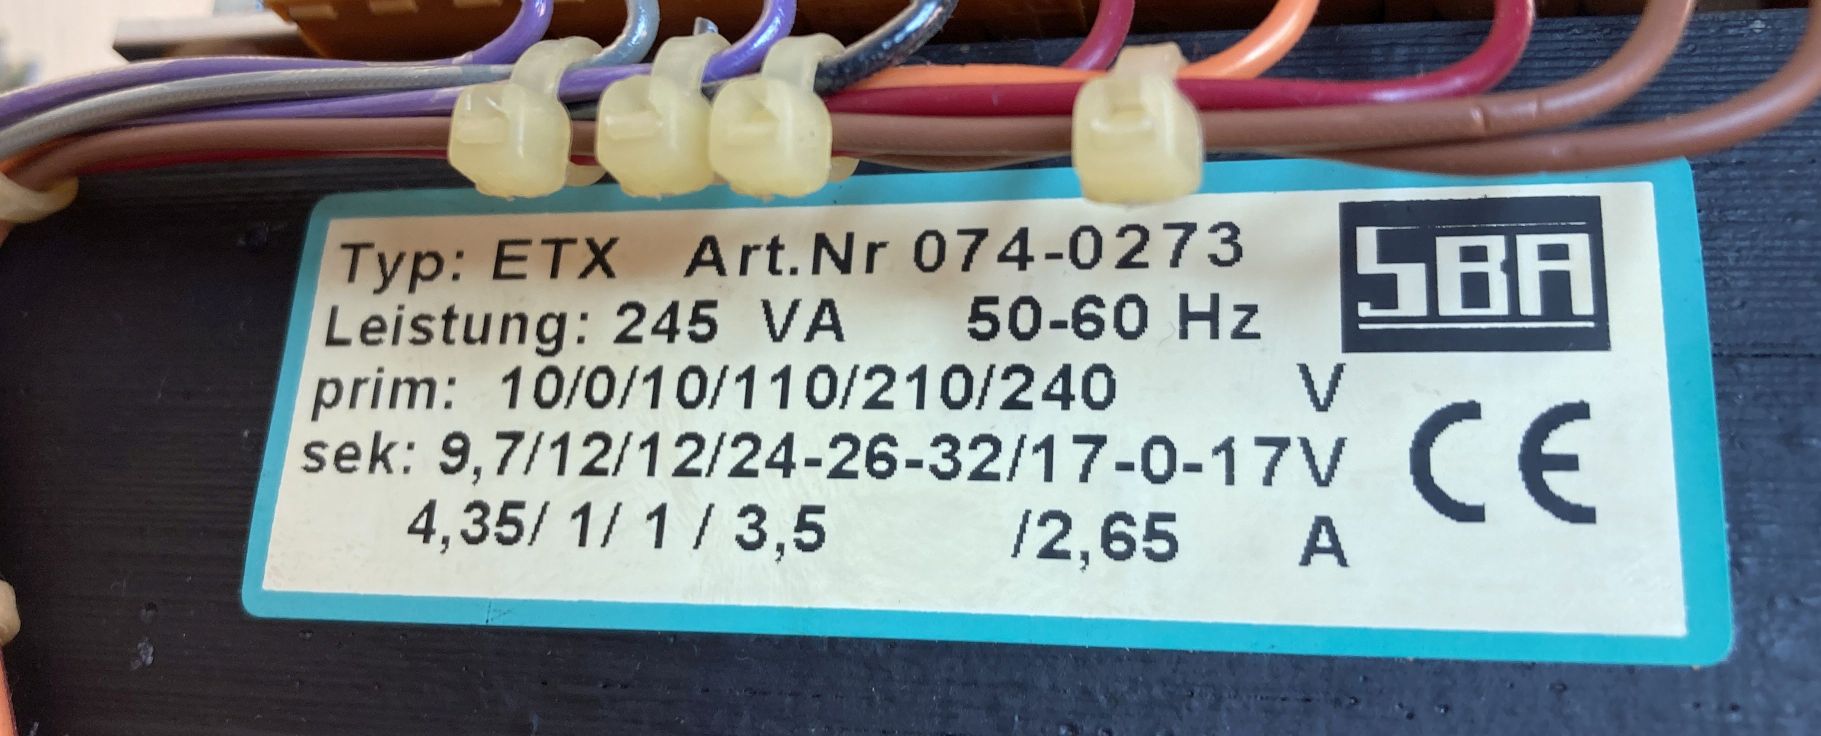 Typ: ETX Art.Nr 074-0273
SBA
Leistung: 245 VA 50-60 Hz
prim: 10/0/10/110/210/240 V
sek: 9,7/12/12/24-26-32/17-0-17V
4,35/ 1/ 1 / 3,5 /2,65 A
CE